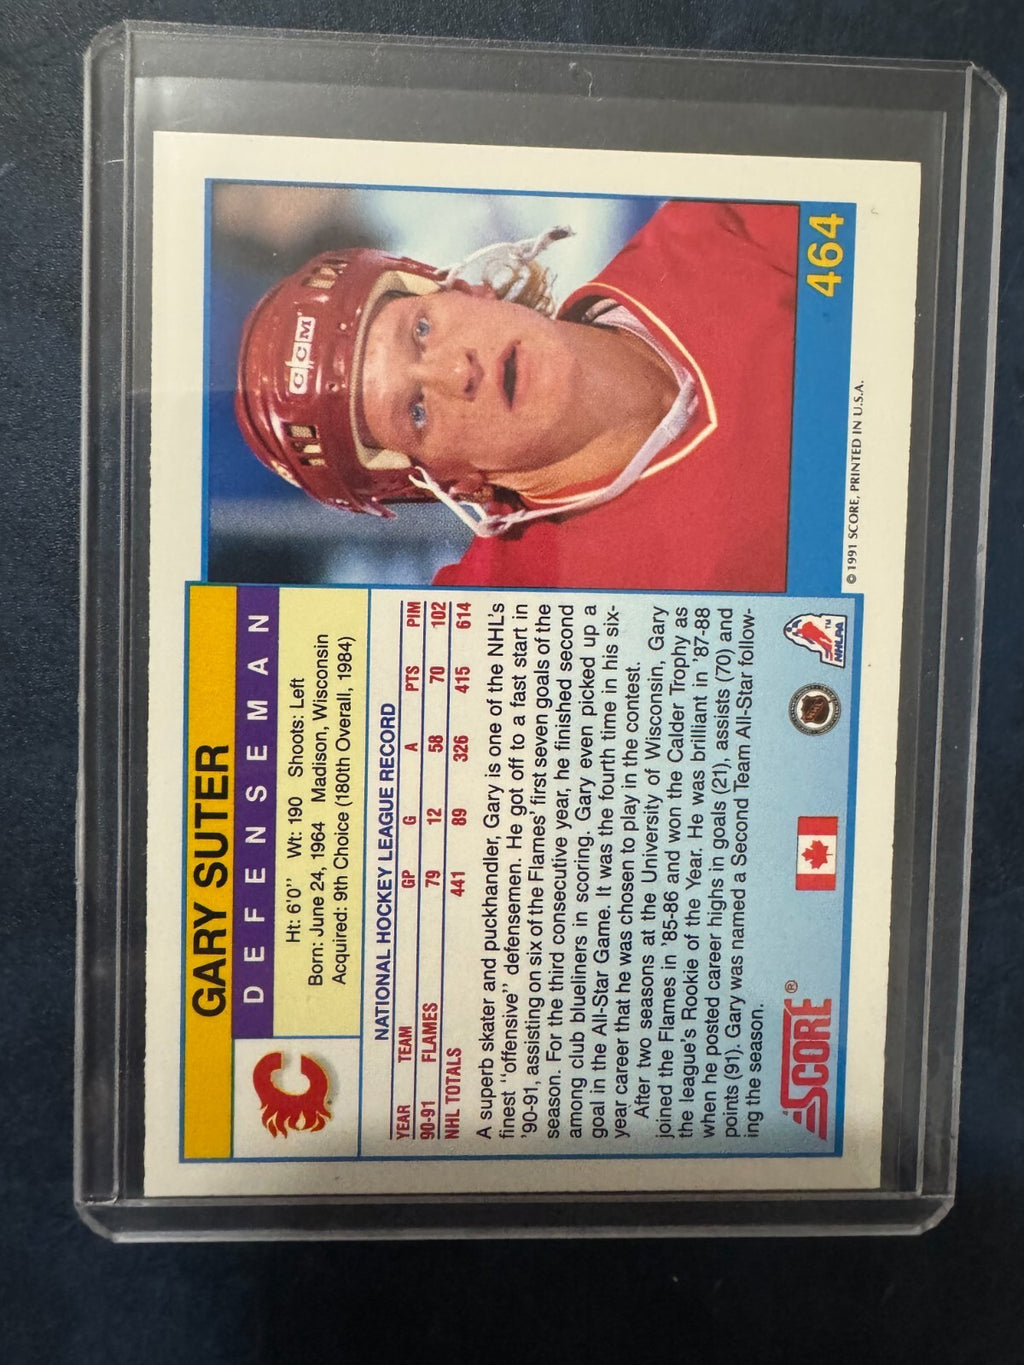 GARY SUTER
DEFENSEMAN
Ht: 6'0'' Wt: 190 Shoots: Left
Born: June 24, 1964 Madison, Wisconsin
Acquired: 9th Choice (180th Overall, 1984)
NATIONAL HOCKEY LEAGUE RECORD
YEAR TEAM GP G A PTS PIM
90-91 FLAMES 79 12 58 70 102
NHL TOTALS 441 89 326 415 614
A superb skater and puckhandler, Gary is one of the NHL's
finest "offensive" defensemen. He got off to a fast start in
'90-91, assisting on six of the Flames' first seven goals of the
season. For the third consecutive year, he finished second
among club blueliners in scoring. Gary even picked up a
goal in the All-Star Game. It was the fourth time in his six-
year career that he was chosen to play in the contest.
After two seasons at the University of Wisconsin, Gary
joined the Flames in '85-86 and won the Calder Trophy as
the league's Rookie of the Year. He was brilliant in '87-88
when he posted career highs in goals (21), assists (70) and
points (91). Gary was named a Second Team All-Star follow-
ing the season.
SCORE®
NHL
NHLPA
TM
CCM
464
© 1991 SCORE, PRINTED IN U.S.A.